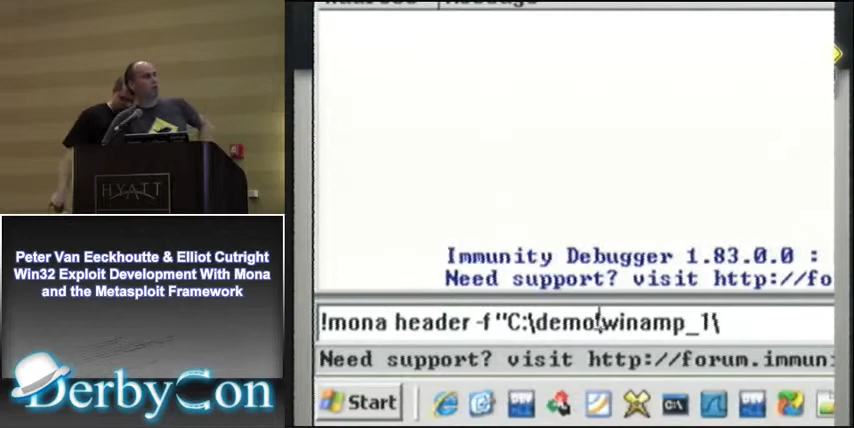 HYATT
Peter Van Eeckhoutte & Elliot Cutright
Win32 Exploit Development With Mona
and the Metasploit Framework
DerbyCon
Immunity Debugger 1.83.0.0 :
Need support? visit http://fo
!mona header -f "C:\demo\winamp_1\
Need support? visit http://forum.immuni
Start